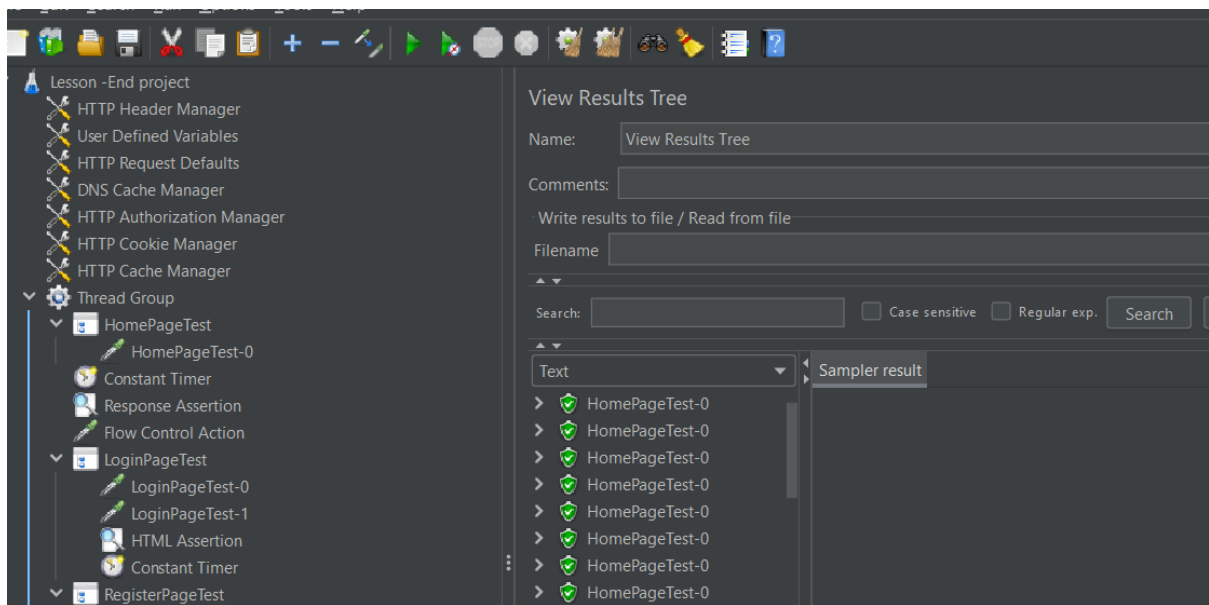 STOP
Lesson -End project
HTTP Header Manager
User Defined Variables
HTTP Request Defaults
DNS Cache Manager
HTTP Authorization Manager
HTTP Cookie Manager
HTTP Cache Manager
Thread Group
HomePageTest
HomePageTest-0
Constant Timer
Response Assertion
Flow Control Action
LoginPageTest
LoginPageTest-0
LoginPageTest-1
HTML Assertion
Constant Timer
RegisterPageTest
View Results Tree
Name: View Results Tree
Comments:
Write results to file / Read from file
Filename
Search: Case sensitive Regular exp. Search
Text
Sampler result
HomePageTest-0
HomePageTest-0
HomePageTest-0
HomePageTest-0
HomePageTest-0
HomePageTest-0
HomePageTest-0
HomePageTest-0